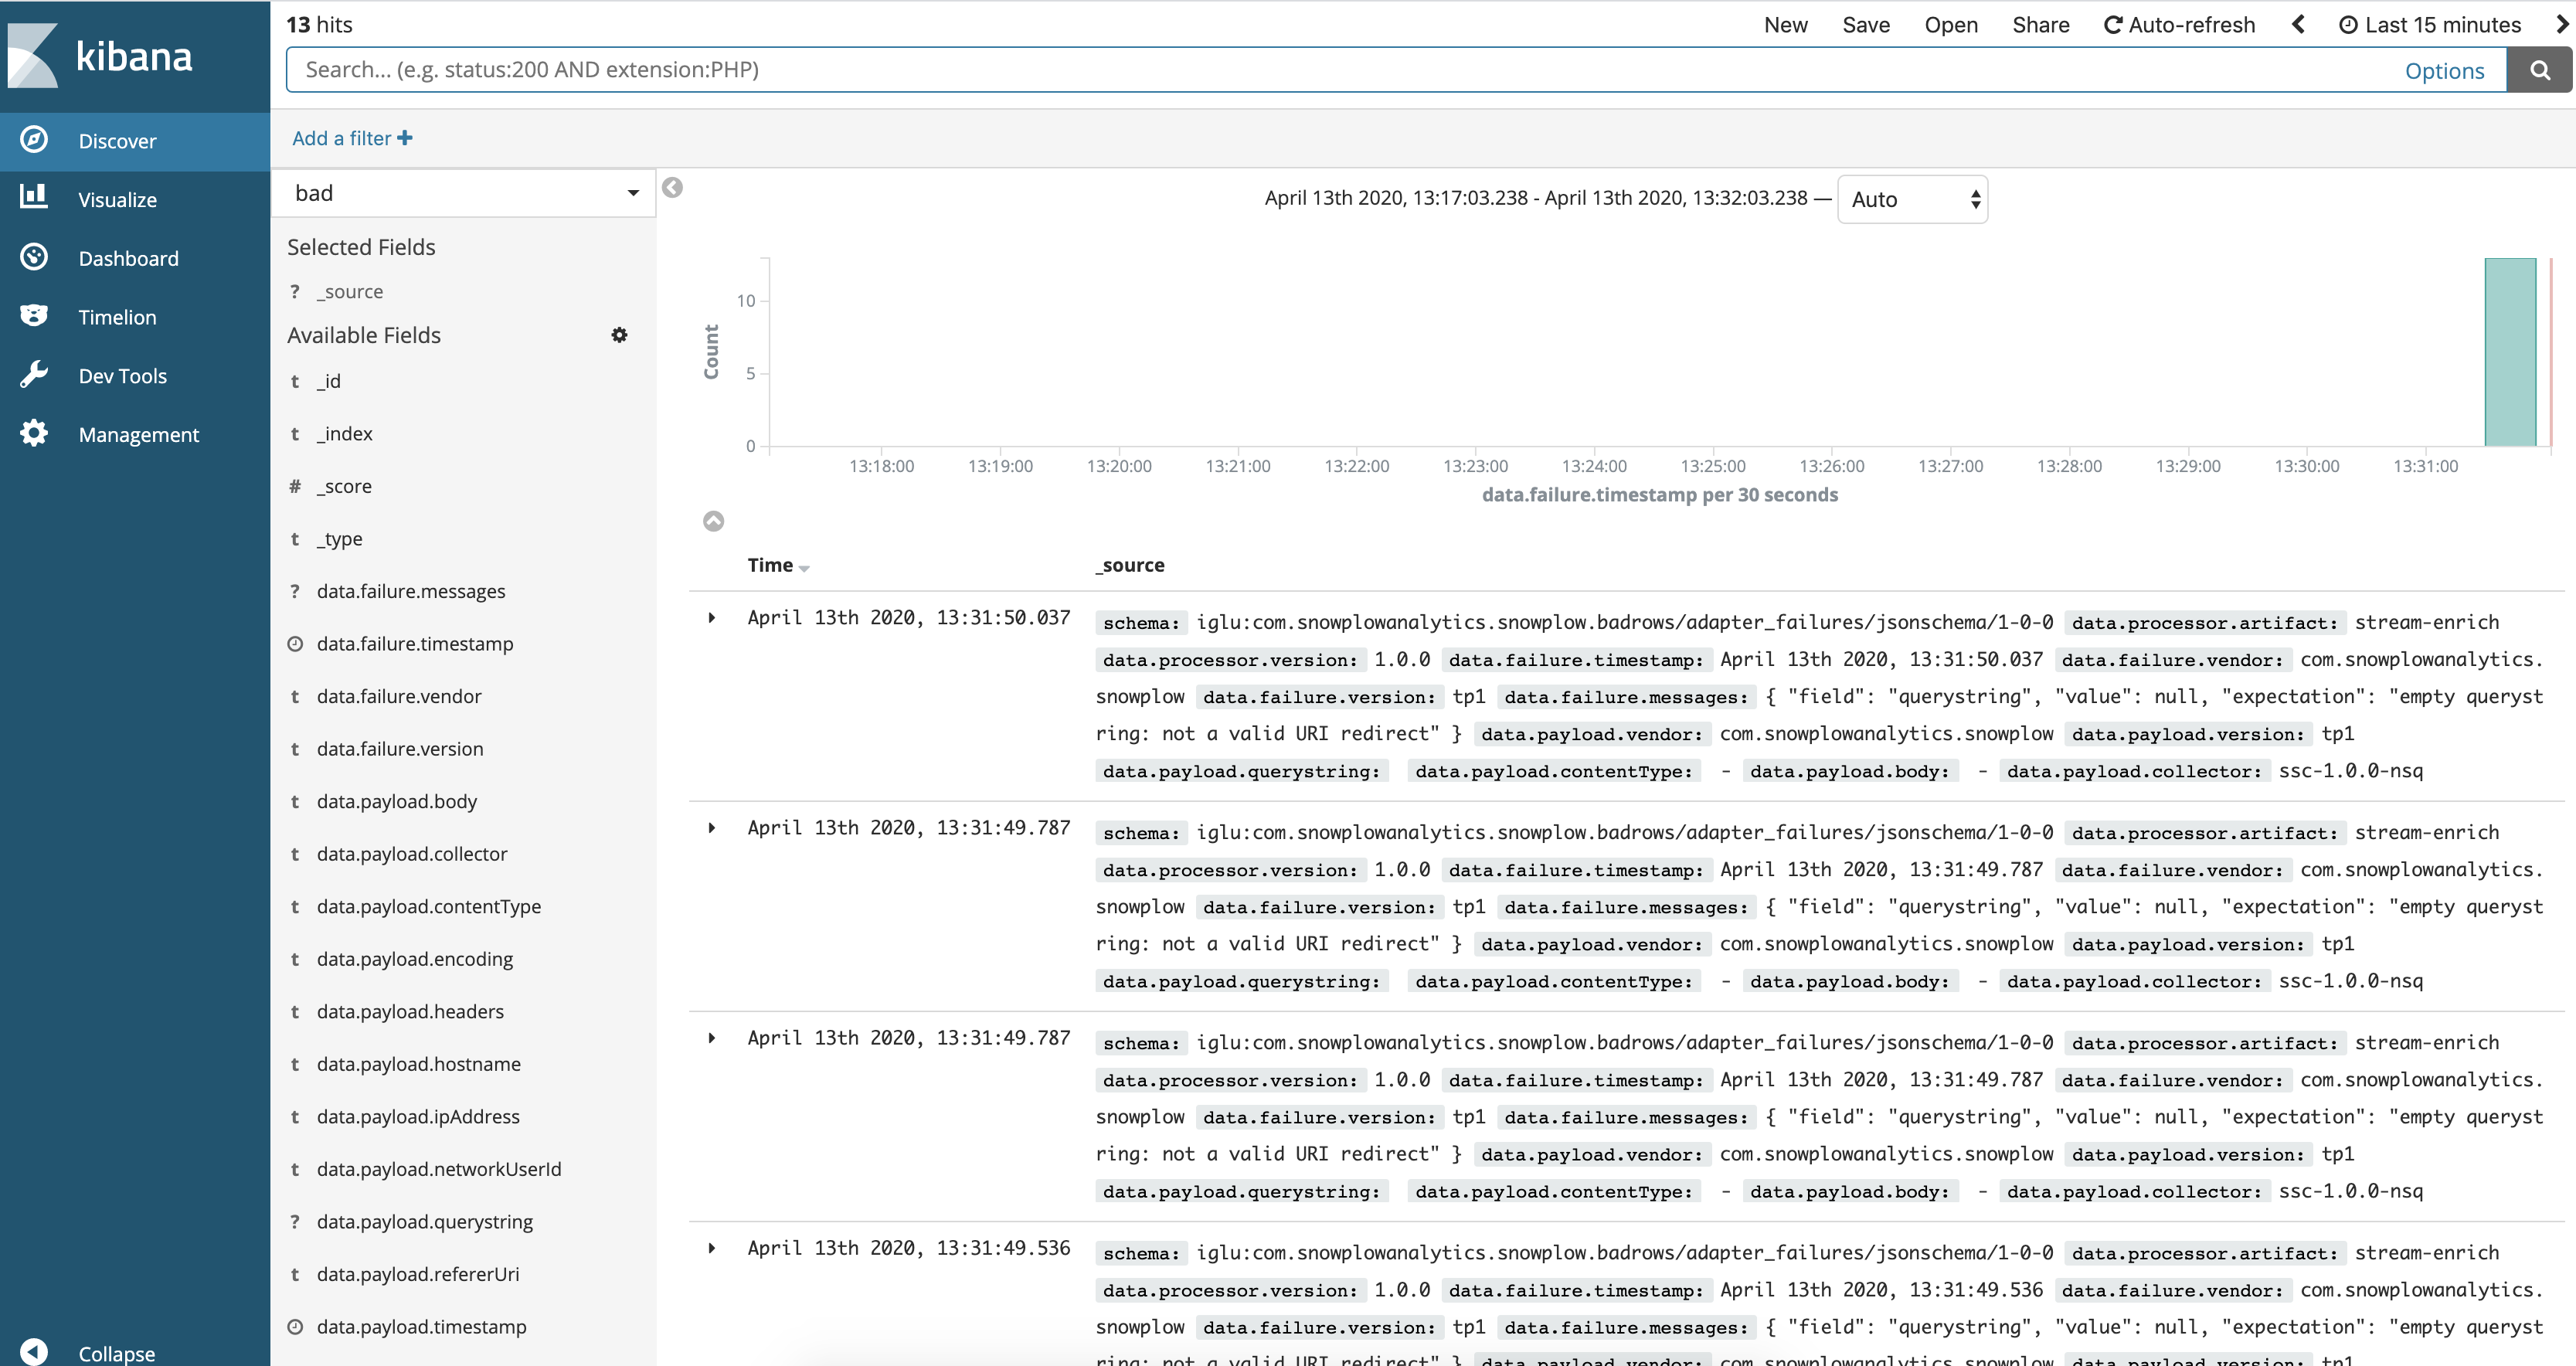 kibana
Discover
Visualize
Dashboard
Timelion
Dev Tools
Management
Collapse
13 hits
New Save Open Share Auto-refresh Last 15 minutes
Search... (e.g. status:200 AND extension:PHP) Options
Add a filter
bad
Selected Fields
? _source
Available Fields
t _id
t _index
# _score
t _type
? data.failure.messages
data.failure.timestamp
t data.failure.vendor
t data.failure.version
t data.payload.body
t data.payload.collector
t data.payload.contentType
t data.payload.encoding
t data.payload.headers
t data.payload.hostname
t data.payload.ipAddress
t data.payload.networkUserId
? data.payload.querystring
t data.payload.refererUri
data.payload.timestamp
April 13th 2020, 13:17:03.238 - April 13th 2020, 13:32:03.238 — Auto
Count
10
5
0
13:18:00 13:19:00 13:20:00 13:21:00 13:22:00 13:23:00 13:24:00 13:25:00 13:26:00 13:27:00 13:28:00 13:29:00 13:30:00 13:31:00
data.failure.timestamp per 30 seconds
Time _source
April 13th 2020, 13:31:50.037 schema: iglu:com.snowplowanalytics.snowplow.badrows/adapter_failures/jsonschema/1-0-0 data.processor.artifact: stream-enrich
data.processor.version: 1.0.0 data.failure.timestamp: April 13th 2020, 13:31:50.037 data.failure.vendor: com.snowplowanalytics.
snowplow data.failure.version: tp1 data.failure.messages: { "field": "querystring", "value": null, "expectation": "empty queryst
ring: not a valid URI redirect" } data.payload.vendor: com.snowplowanalytics.snowplow data.payload.version: tp1
data.payload.querystring: data.payload.contentType: - data.payload.body: - data.payload.collector: ssc-1.0.0-nsq
April 13th 2020, 13:31:49.787 schema: iglu:com.snowplowanalytics.snowplow.badrows/adapter_failures/jsonschema/1-0-0 data.processor.artifact: stream-enrich
data.processor.version: 1.0.0 data.failure.timestamp: April 13th 2020, 13:31:49.787 data.failure.vendor: com.snowplowanalytics.
snowplow data.failure.version: tp1 data.failure.messages: { "field": "querystring", "value": null, "expectation": "empty queryst
ring: not a valid URI redirect" } data.payload.vendor: com.snowplowanalytics.snowplow data.payload.version: tp1
data.payload.querystring: data.payload.contentType: - data.payload.body: - data.payload.collector: ssc-1.0.0-nsq
April 13th 2020, 13:31:49.787 schema: iglu:com.snowplowanalytics.snowplow.badrows/adapter_failures/jsonschema/1-0-0 data.processor.artifact: stream-enrich
data.processor.version: 1.0.0 data.failure.timestamp: April 13th 2020, 13:31:49.787 data.failure.vendor: com.snowplowanalytics.
snowplow data.failure.version: tp1 data.failure.messages: { "field": "querystring", "value": null, "expectation": "empty queryst
ring: not a valid URI redirect" } data.payload.vendor: com.snowplowanalytics.snowplow data.payload.version: tp1
data.payload.querystring: data.payload.contentType: - data.payload.body: - data.payload.collector: ssc-1.0.0-nsq
April 13th 2020, 13:31:49.536 schema: iglu:com.snowplowanalytics.snowplow.badrows/adapter_failures/jsonschema/1-0-0 data.processor.artifact: stream-enrich
data.processor.version: 1.0.0 data.failure.timestamp: April 13th 2020, 13:31:49.536 data.failure.vendor: com.snowplowanalytics.
snowplow data.failure.version: tp1 data.failure.messages: { "field": "querystring", "value": null, "expectation": "empty queryst
ring: not a valid URI redirect" } data.payload.vendor: com.snowplowanalytics.snowplow data.payload.version: tp1